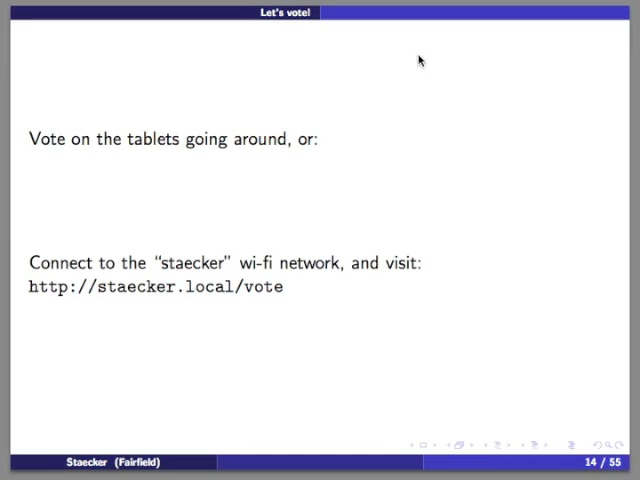 Let's vote!
Vote on the tablets going around, or:
Connect to the “staecker” wi-fi network, and visit:
http://staecker.local/vote
Staecker (Fairfield)
14 / 55